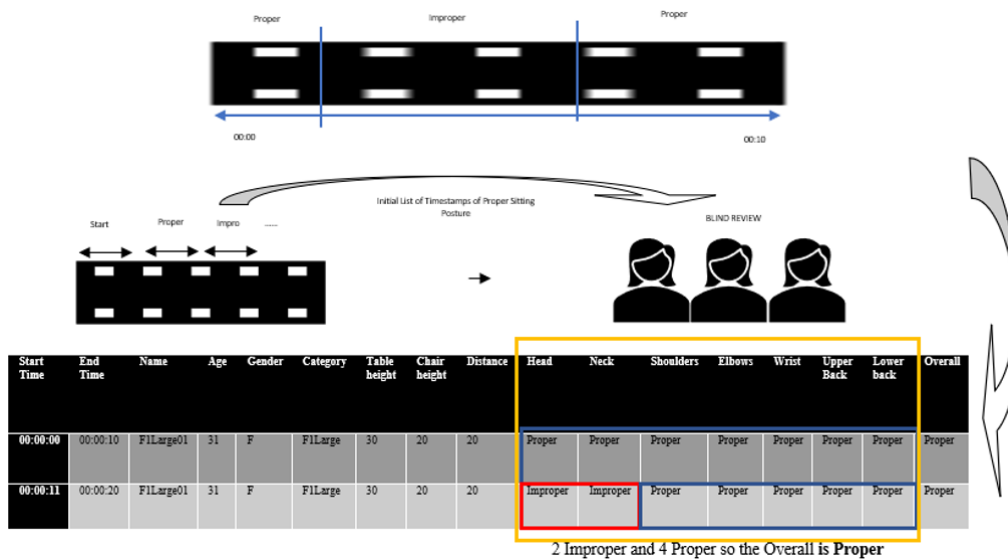 Proper Improper Proper
00:00 00:10
Initial List of Timestamps of Proper Sitting
Posture
Start Proper Impro ......
BLIND REVIEW
Start Time End Time Name Age Gender Category Table height Chair height Distance Head Neck Shoulders Elbows Wrist Upper Back Lower back Overall
00:00:00 00:00:10 F1Large01 31 F F1Large 30 20 20 Proper Proper Proper Proper Proper Proper Proper Proper
00:00:11 00:00:20 F1Large01 31 F F1Large 30 20 20 Improper Improper Proper Proper Proper Proper Proper Proper
2 Improper and 4 Proper so the Overall is Proper